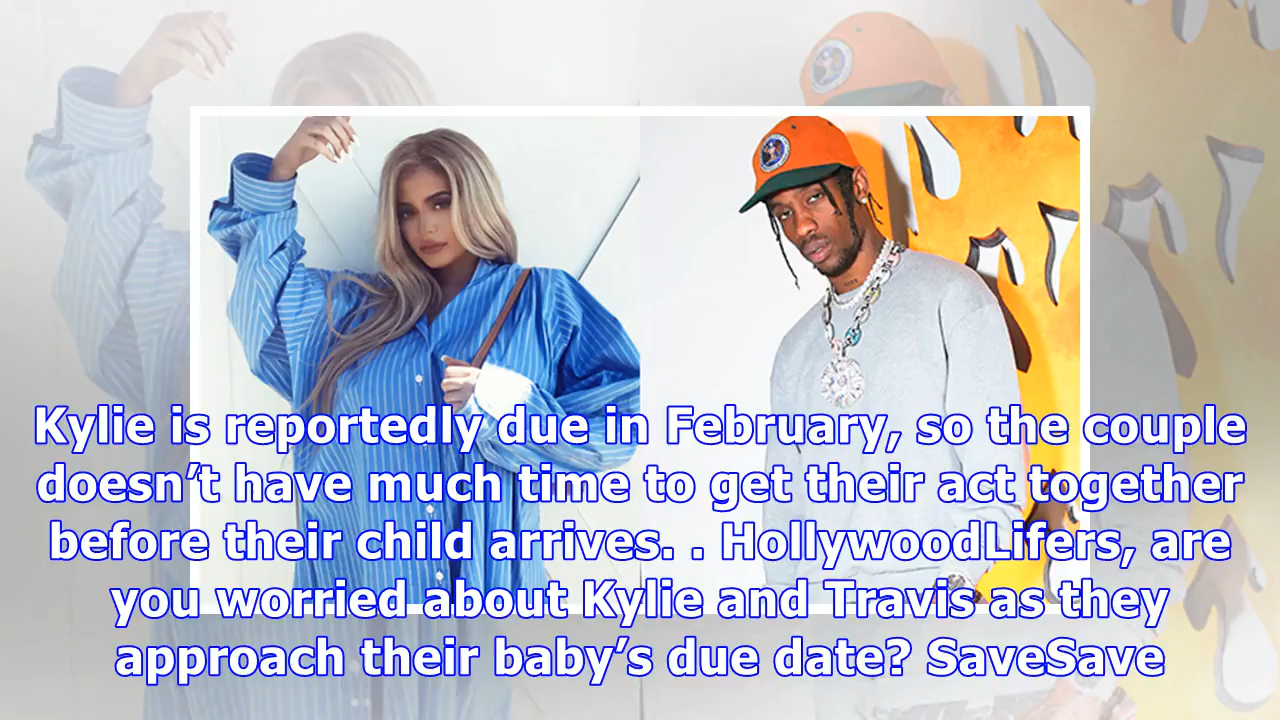 Kylie is reportedly due in February, so the couple
doesn’t have much time to get their act together
before their child arrives. . HollywoodLifers, are
you worried about Kylie and Travis as they
approach their baby’s due date? SaveSave